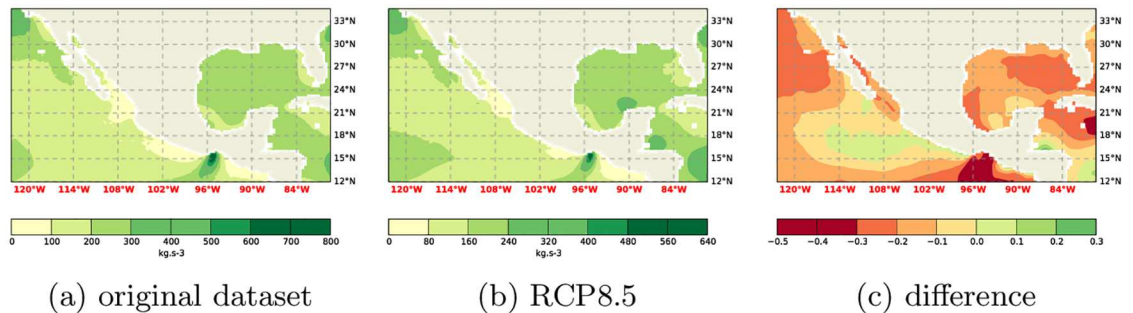 33°N
30°N
27°N
24°N
21°N
18°N
15°N
12°N
120°W 114°W 108°W 102°W 96°W 90°W 84°W
0 100 200 300 400 500 600 700 800
kg.s-3
(a) original dataset
33°N
30°N
27°N
24°N
21°N
18°N
15°N
12°N
120°W 114°W 108°W 102°W 96°W 90°W 84°W
0 80 160 240 320 400 480 560 640
kg.s-3
(b) RCP8.5
33°N
30°N
27°N
24°N
21°N
18°N
15°N
12°N
120°W 114°W 108°W 102°W 96°W 90°W 84°W
−0.5 −0.4 −0.3 −0.2 −0.1 0.0 0.1 0.2 0.3
(c) difference